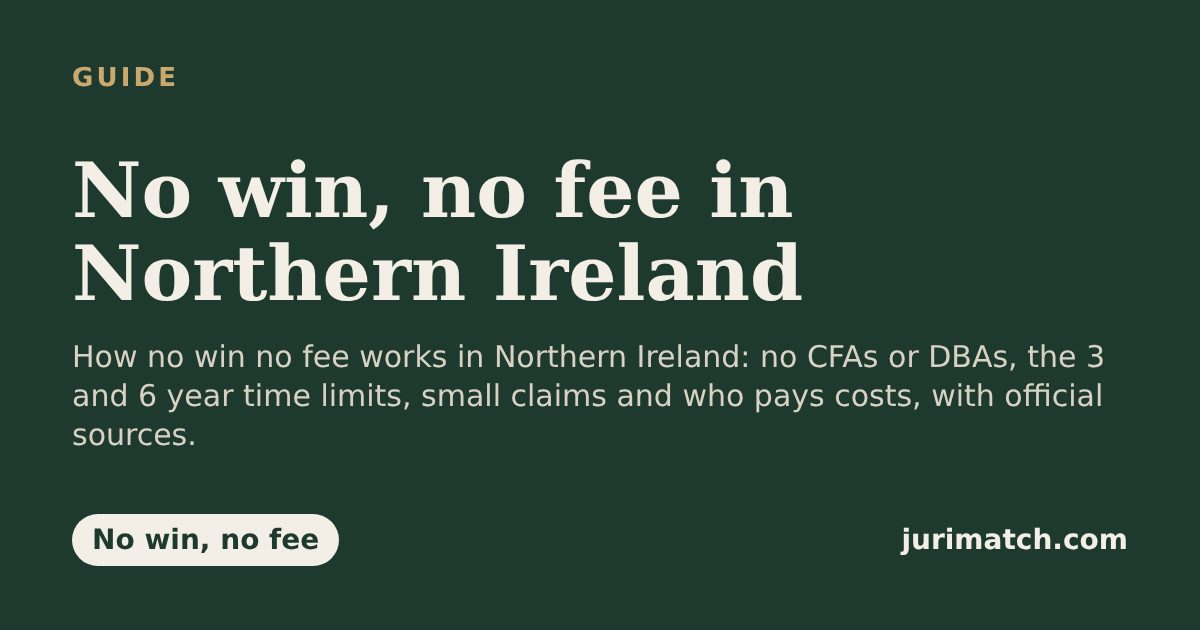 GUIDE
No win, no fee in
Northern Ireland
How no win no fee works in Northern Ireland: no CFAs or DBAs, the 3
and 6 year time limits, small claims and who pays costs, with official
sources.
No win, no fee
jurimatch.com